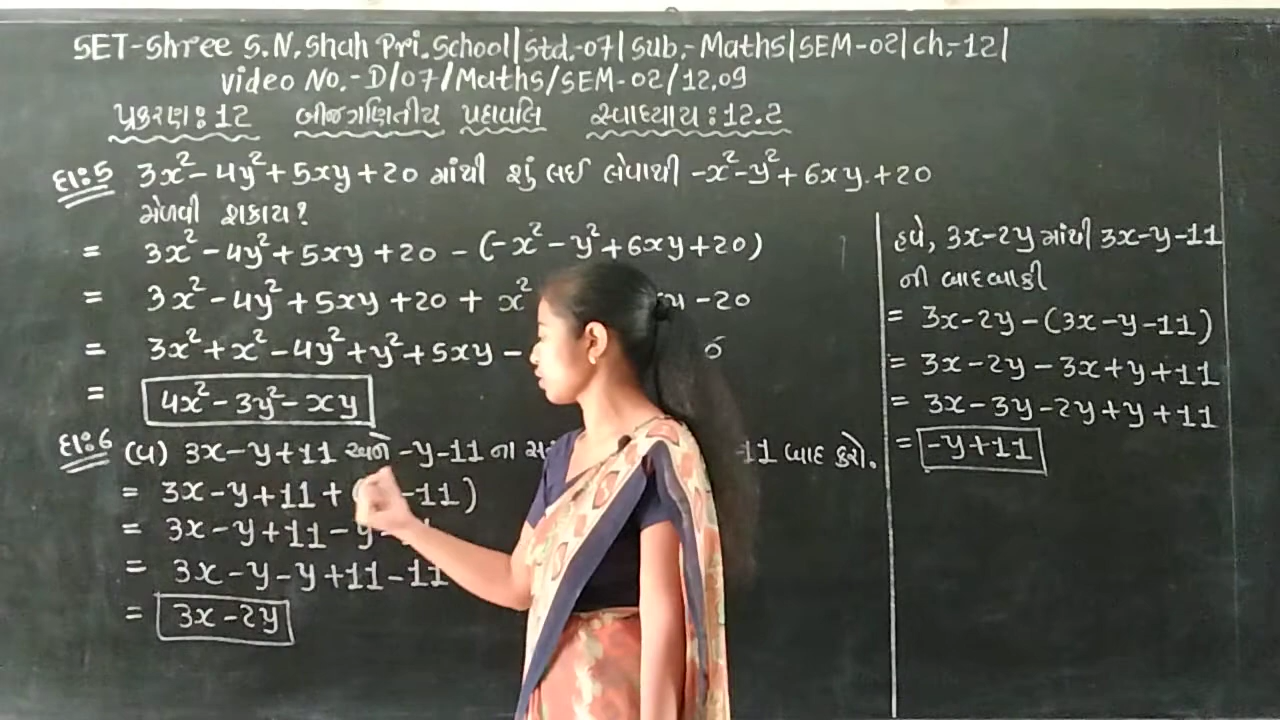 SET-Shree S.N.Shah Pri.School|Std.-07|Sub.-Maths|SEM-02|Ch.-12|
Video No.-D/07/Maths/SEM-02/12.09
પ્રકરણ:12 બીજગણિતીય પદાવલિ સ્વાધ્યાય:12.2
દા:5 3x²-4y²+5xy+20 માંથી શું લઈ લેવાથી -x²-y²+6xy+20
મેળવી શકાય?
= 3x²-4y²+5xy+20-(-x²-y²+6xy+20)
= 3x²-4y²+5xy+20+x² -20
= 3x²+x²-4y²+y²+5xy-
= 4x²-3y²-xy
દા:6 (અ) 3x-y+11 અને -y-11 ના -11 બાદ કરો.
= 3x-y+11+( -11)
= 3x-y+11-y-
= 3x-y-y+11-11
= 3x-2y
હવે, 3x-2y માંથી 3x-y-11
ની બાદબાકી
= 3x-2y-(3x-y-11)
= 3x-2y-3x+y+11
= 3x-3y-2y+y+11
= -y+11